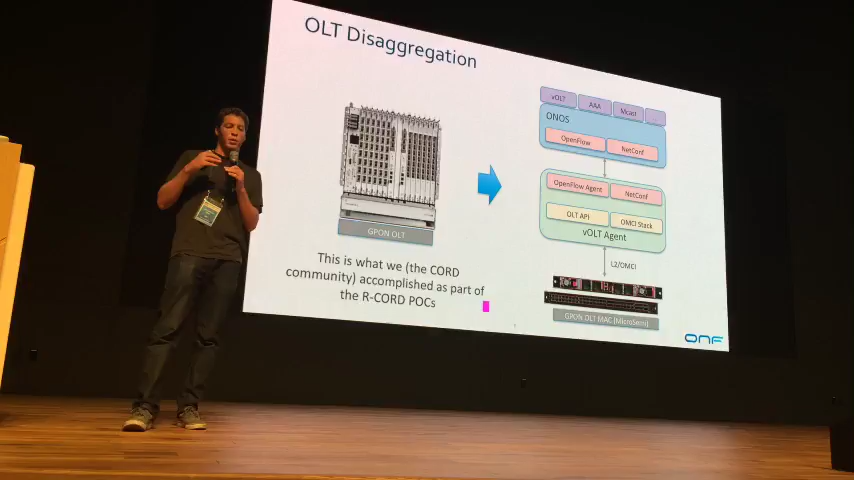 OLT Disaggregation
GPON OLT
This is what we (the CORD
community) accomplished as part of
the R-CORD POCs
vOLT
AAA
Mcast
ONOS
OpenFlow
NetConf
OpenFlow Agent
NetConf
OLT API
OMCI Stack
vOLT Agent
L2/OMCI
GPON OLT MAC (MicroSemi)
ONF